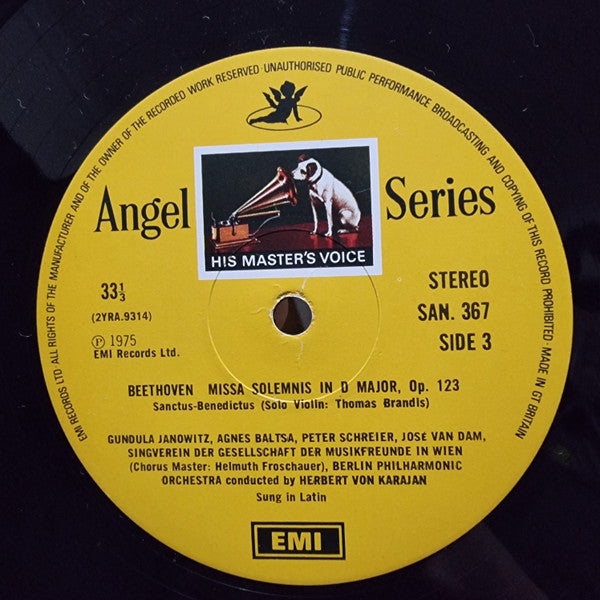 EMI RECORDS LTD · ALL RIGHTS OF THE MANUFACTURER AND OF THE OWNER OF THE RECORDED WORK RESERVED · UNAUTHORISED PUBLIC PERFORMANCE BROADCASTING AND COPYING OF THIS RECORD PROHIBITED · MADE IN GT BRITAIN
Angel Series
HIS MASTER'S VOICE
33⅓
(2YRA.9314)
Ⓟ 1975
EMI Records Ltd.
STEREO
SAN. 367
SIDE 3
BEETHOVEN MISSA SOLEMNIS IN D MAJOR, Op. 123
Sanctus-Benedictus (Solo Violin: Thomas Brandis)
GUNDULA JANOWITZ, AGNES BALTSA, PETER SCHREIER, JOSÉ VAN DAM,
SINGVEREIN DER GESELLSCHAFT DER MUSIKFREUNDE IN WIEN
(Chorus Master: Helmuth Froschauer), BERLIN PHILHARMONIC
ORCHESTRA conducted by HERBERT VON KARAJAN
Sung in Latin
EMI